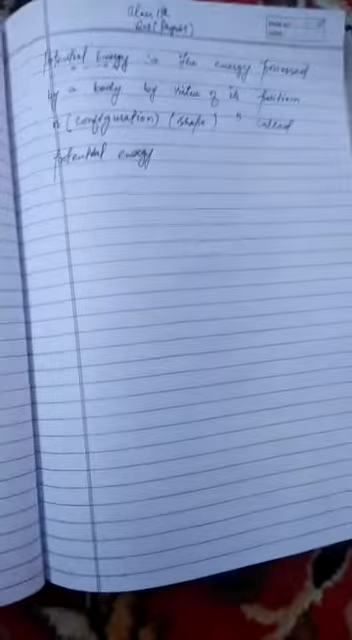 Class 11th
Potential Energy is the energy possessed
by a body by virtue of its position
or (configuration) (shape) is called
potential energy